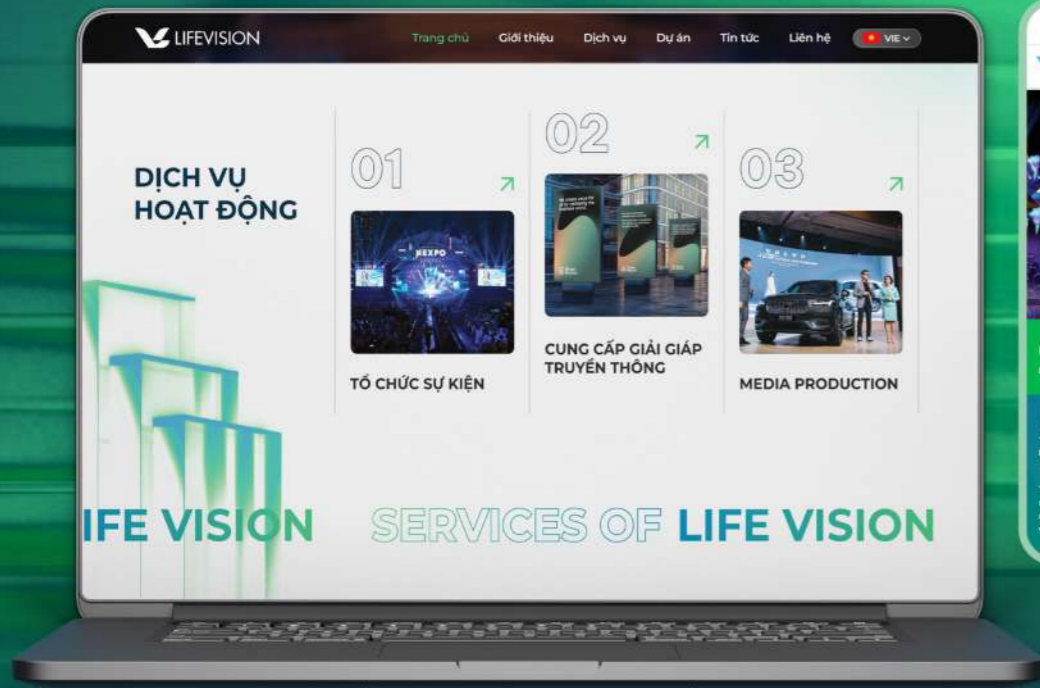 LIFEVISION
Trang chủ Giới thiệu Dịch vụ Dự án Tin tức Liên hệ VIE
DỊCH VỤ
HOẠT ĐỘNG
01
02
03
NEXPO
TỔ CHỨC SỰ KIỆN
CUNG CẤP GIẢI GIÁP
TRUYỀN THÔNG
MEDIA PRODUCTION
IFE VISION SERVICES OF LIFE VISION